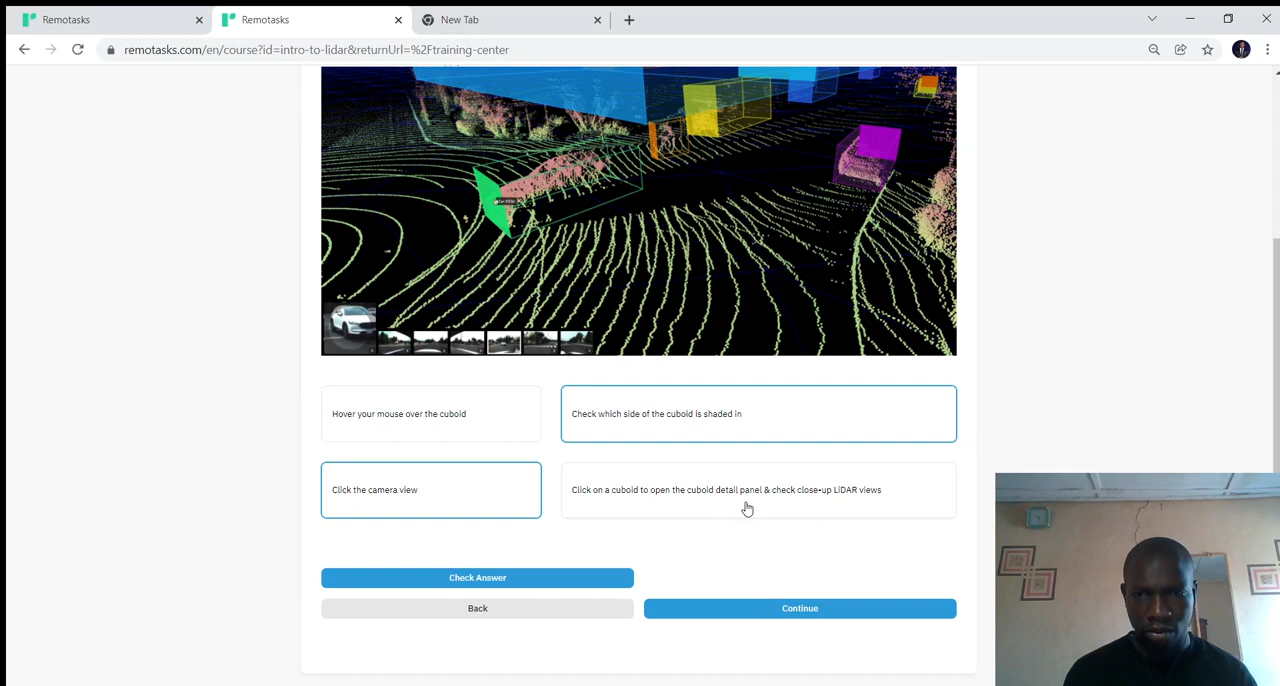 Remotasks
Remotasks
New Tab
remotasks.com/en/course?id=intro-to-lidar&returnUrl=%2Ftraining-center
Hover your mouse over the cuboid
Check which side of the cuboid is shaded in
Click the camera view
Click on a cuboid to open the cuboid detail panel & check close-up LiDAR views
Check Answer
Back
Continue